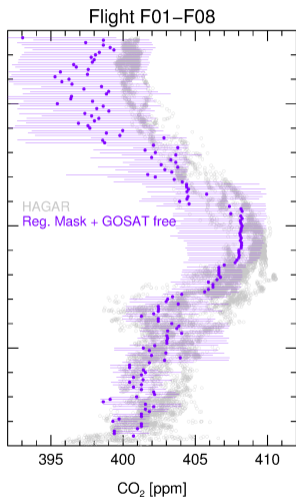 Flight F01−F08
HAGAR
Reg. Mask + GOSAT free
395 400 405 410
CO₂ [ppm]